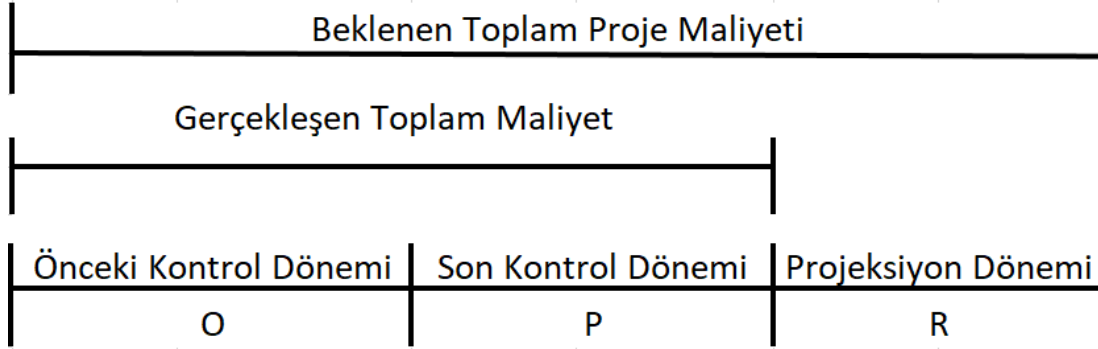 Beklenen Toplam Proje Maliyeti
Gerçekleşen Toplam Maliyet
Önceki Kontrol Dönemi Son Kontrol Dönemi Projeksiyon Dönemi
O P R